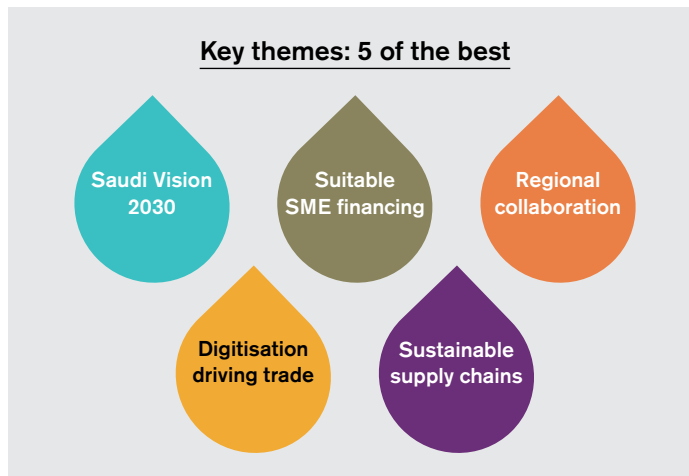 Key themes: 5 of the best
Saudi Vision
2030
Suitable
SME financing
Regional
collaboration
Digitisation
driving trade
Sustainable
supply chains